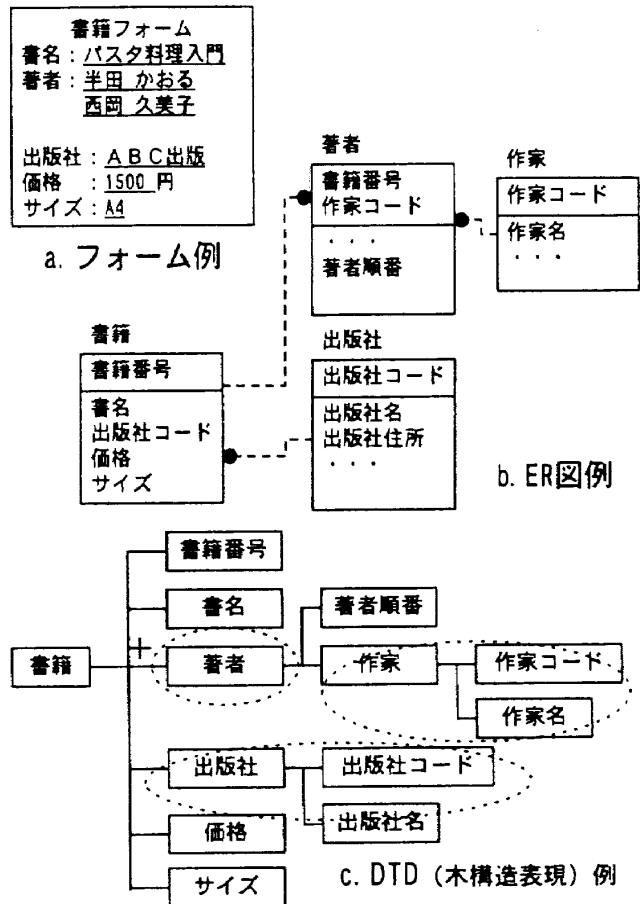 書籍フォーム
書名：パスタ料理入門
著者：半田 かおる
西岡 久美子
出版社：ＡＢＣ出版
価格：1500 円
サイズ：A4
a. フォーム例
著者
書籍番号
作家コード
・・・
著者順番
作家
作家コード
作家名
・・・
書籍
書籍番号
書名
出版社コード
価格
サイズ
出版社
出版社コード
出版社名
出版社住所
・・・
b. ER図例
書籍番号
書名
著者順番
+
書籍
著者
作家
作家コード
作家名
出版社
出版社コード
出版社名
価格
サイズ
c. DTD（木構造表現）例